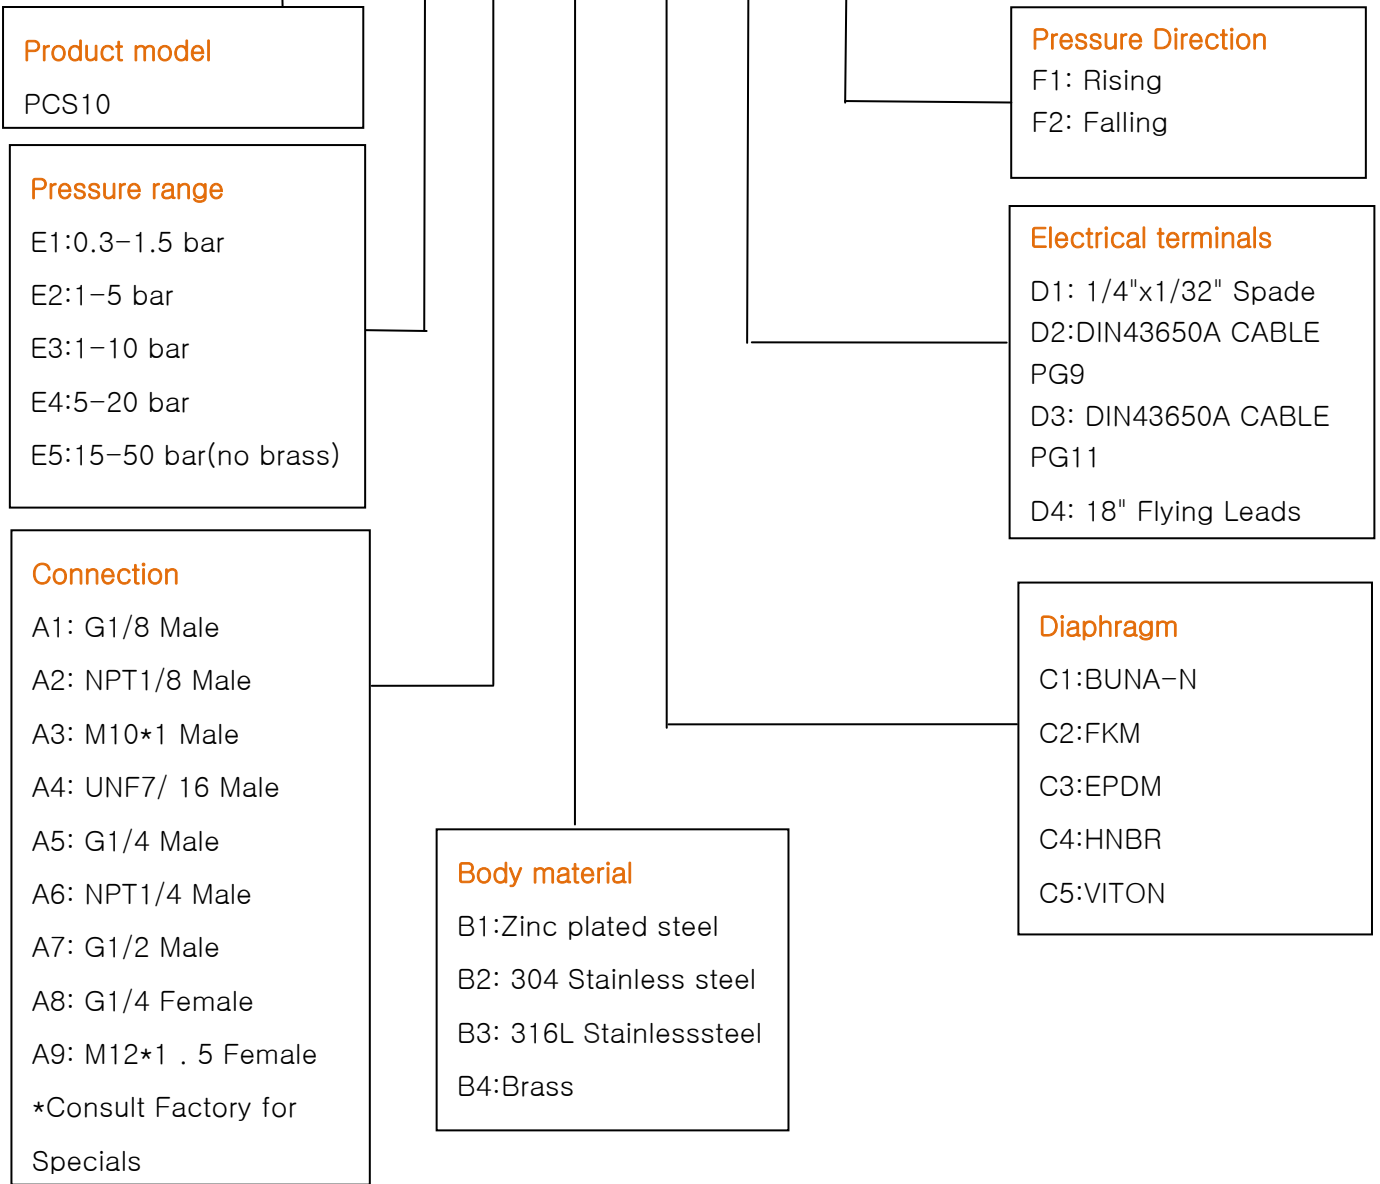 Product model
PCS10
Pressure range
E1:0.3-1.5 bar
E2:1-5 bar
E3:1-10 bar
E4:5-20 bar
E5:15-50 bar(no brass)
Connection
A1: G1/8 Male
A2: NPT1/8 Male
A3: M10*1 Male
A4: UNF7/ 16 Male
A5: G1/4 Male
A6: NPT1/4 Male
A7: G1/2 Male
A8: G1/4 Female
A9: M12*1 . 5 Female
*Consult Factory for
Specials
Body material
B1:Zinc plated steel
B2: 304 Stainless steel
B3: 316L Stainlesssteel
B4:Brass
Pressure Direction
F1: Rising
F2: Falling
Electrical terminals
D1: 1/4"x1/32" Spade
D2:DIN43650A CABLE
PG9
D3: DIN43650A CABLE
PG11
D4: 18" Flying Leads
Diaphragm
C1:BUNA-N
C2:FKM
C3:EPDM
C4:HNBR
C5:VITON